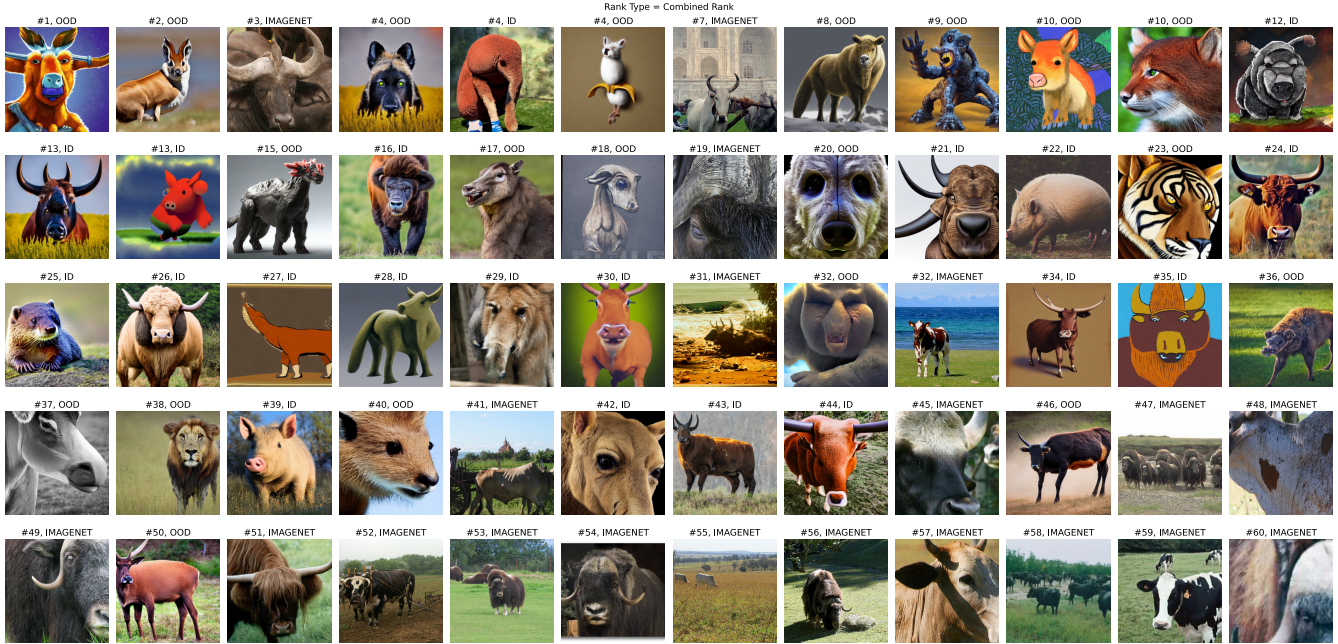 Rank Type = Combined Rank
#1, OOD
#2, OOD
#3, IMAGENET
#4, OOD
#4, ID
#4, OOD
#7, IMAGENET
#8, OOD
#9, OOD
#10, OOD
#10, OOD
#12, ID
#13, ID
#13, ID
#15, OOD
#16, ID
#17, OOD
#18, OOD
#19, IMAGENET
#20, OOD
#21, ID
#22, ID
#23, OOD
#24, ID
#25, ID
#26, ID
#27, ID
#28, ID
#29, ID
#30, ID
#31, IMAGENET
#32, OOD
#32, IMAGENET
#34, ID
#35, ID
#36, OOD
#37, OOD
#38, OOD
#39, ID
#40, OOD
#41, IMAGENET
#42, ID
#43, ID
#44, ID
#45, IMAGENET
#46, OOD
#47, IMAGENET
#48, IMAGENET
#49, IMAGENET
#50, OOD
#51, IMAGENET
#52, IMAGENET
#53, IMAGENET
#54, IMAGENET
#55, IMAGENET
#56, IMAGENET
#57, IMAGENET
#58, IMAGENET
#59, IMAGENET
#60, IMAGENET